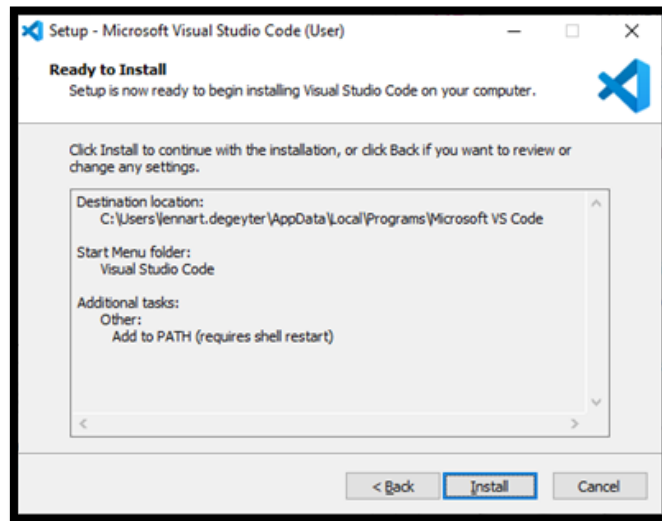 Setup - Microsoft Visual Studio Code (User)
Ready to Install
Setup is now ready to begin installing Visual Studio Code on your computer.
Click Install to continue with the installation, or click Back if you want to review or
change any settings.
Destination location:
C:\Users\lennart.degeyter\AppData\Local\Programs\Microsoft VS Code
Start Menu folder:
Visual Studio Code
Additional tasks:
Other:
Add to PATH (requires shell restart)
< Back
Install
Cancel